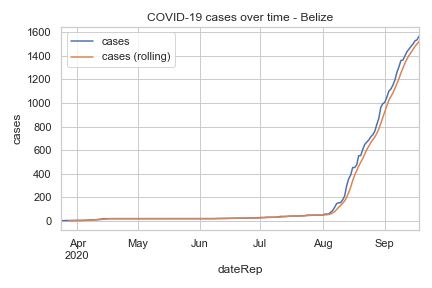 COVID-19 cases over time - Belize
cases
cases (rolling)
1600
1400
1200
1000
800
600
400
200
0
cases
Apr
2020
May
Jun
Jul
Aug
Sep
dateRep